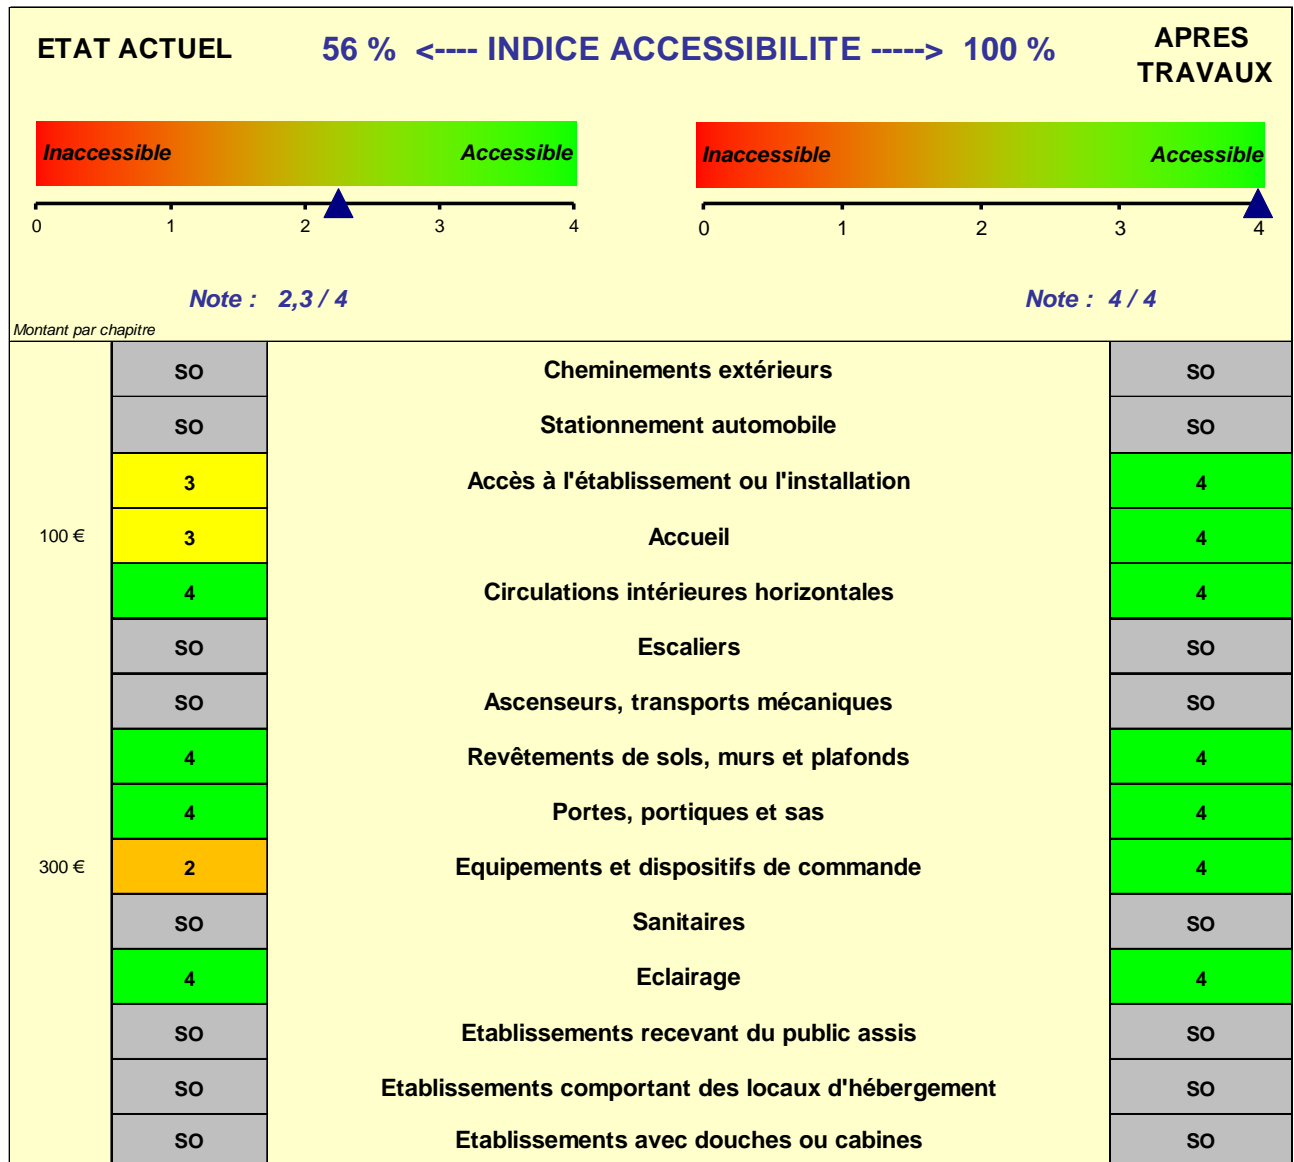 ETAT ACTUEL 56 % <---- INDICE ACCESSIBILITE -----> 100 % APRES TRAVAUX
Inaccessible Accessible Inaccessible Accessible
0 1 2 3 4 0 1 2 3 4
Note : 2,3 / 4 Note : 4 / 4
Montant par chapitre
SO Cheminements extérieurs SO
SO Stationnement automobile SO
3 Accès à l'établissement ou l'installation 4
100 € 3 Accueil 4
4 Circulations intérieures horizontales 4
SO Escaliers SO
SO Ascenseurs, transports mécaniques SO
4 Revêtements de sols, murs et plafonds 4
4 Portes, portiques et sas 4
300 € 2 Equipements et dispositifs de commande 4
SO Sanitaires SO
4 Eclairage 4
SO Etablissements recevant du public assis SO
SO Etablissements comportant des locaux d'hébergement SO
SO Etablissements avec douches ou cabines SO